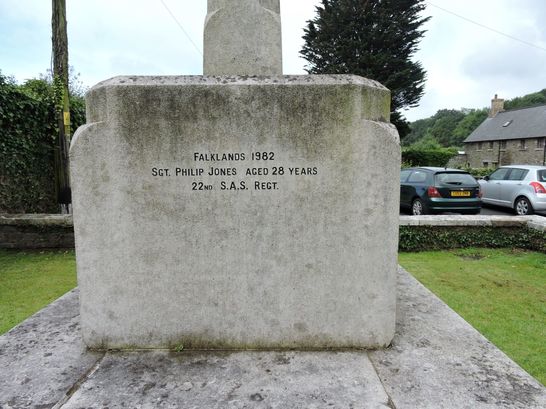 FALKLANDS 1982
SGT. PHILIP JONES AGED 28 YEARS
22ND. S.A.S. REGT.